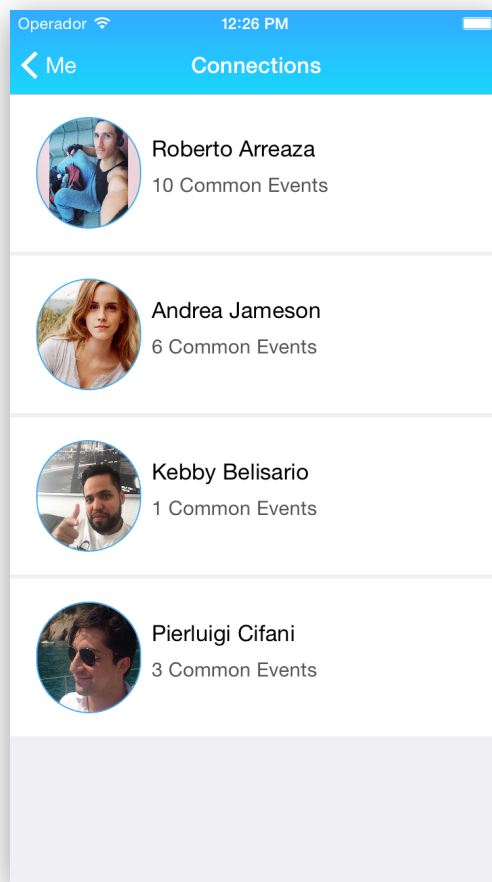 Operador 12:26 PM
Me Connections
Roberto Arreaza
10 Common Events
Andrea Jameson
6 Common Events
Kebby Belisario
1 Common Events
Pierluigi Cifani
3 Common Events